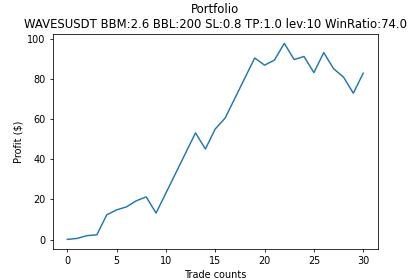 Portfolio
WAVESUSDT BBM:2.6 BBL:200 SL:0.8 TP:1.0 lev:10 WinRatio:74.0
100
80
60
40
20
0
Profit ($)
0 5 10 15 20 25 30
Trade counts